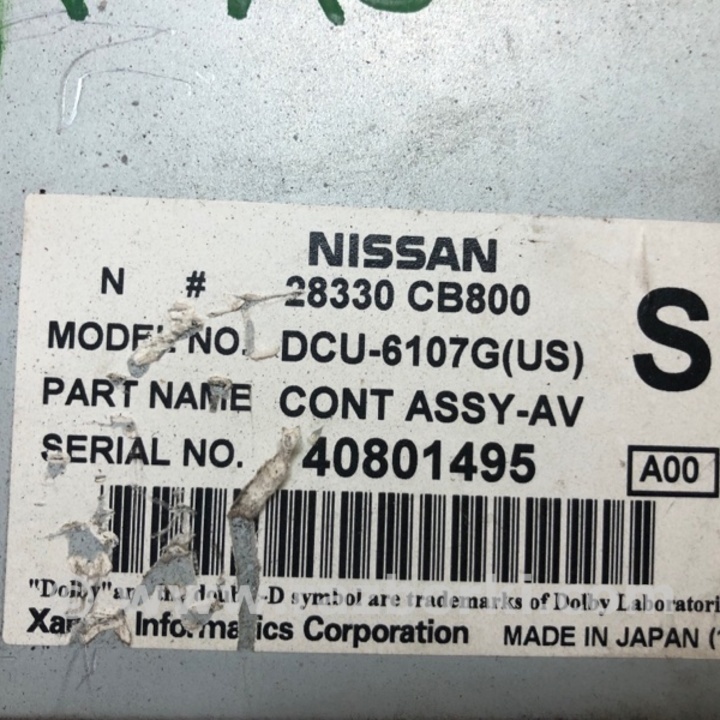 NISSAN
N # 28330 CB800
MODEL NO. DCU-6107G(US)
S
PART NAME CONT ASSY-AV
SERIAL NO. 40801495
A00
"Dolby" and the double-D symbol are trademarks of Dolby Laboratori
Informatics Corporation MADE IN JAPAN (